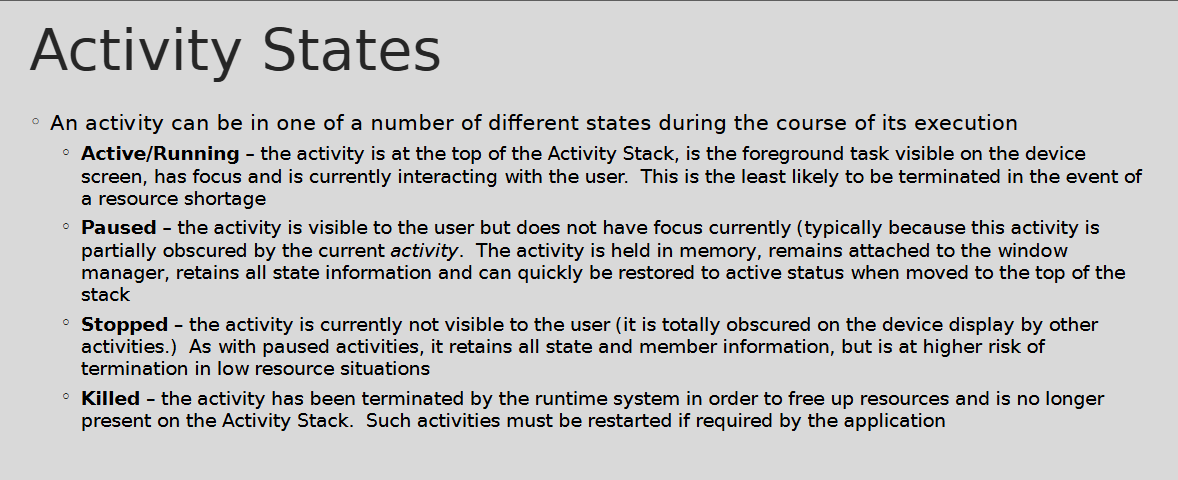 Activity States
◦ An activity can be in one of a number of different states during the course of its execution
◦ Active/Running – the activity is at the top of the Activity Stack, is the foreground task visible on the device
screen, has focus and is currently interacting with the user.  This is the least likely to be terminated in the event of
a resource shortage
◦ Paused – the activity is visible to the user but does not have focus currently (typically because this activity is
partially obscured by the current activity.  The activity is held in memory, remains attached to the window
manager, retains all state information and can quickly be restored to active status when moved to the top of the
stack
◦ Stopped – the activity is currently not visible to the user (it is totally obscured on the device display by other
activities.)  As with paused activities, it retains all state and member information, but is at higher risk of
termination in low resource situations
◦ Killed – the activity has been terminated by the runtime system in order to free up resources and is no longer
present on the Activity Stack.  Such activities must be restarted if required by the application